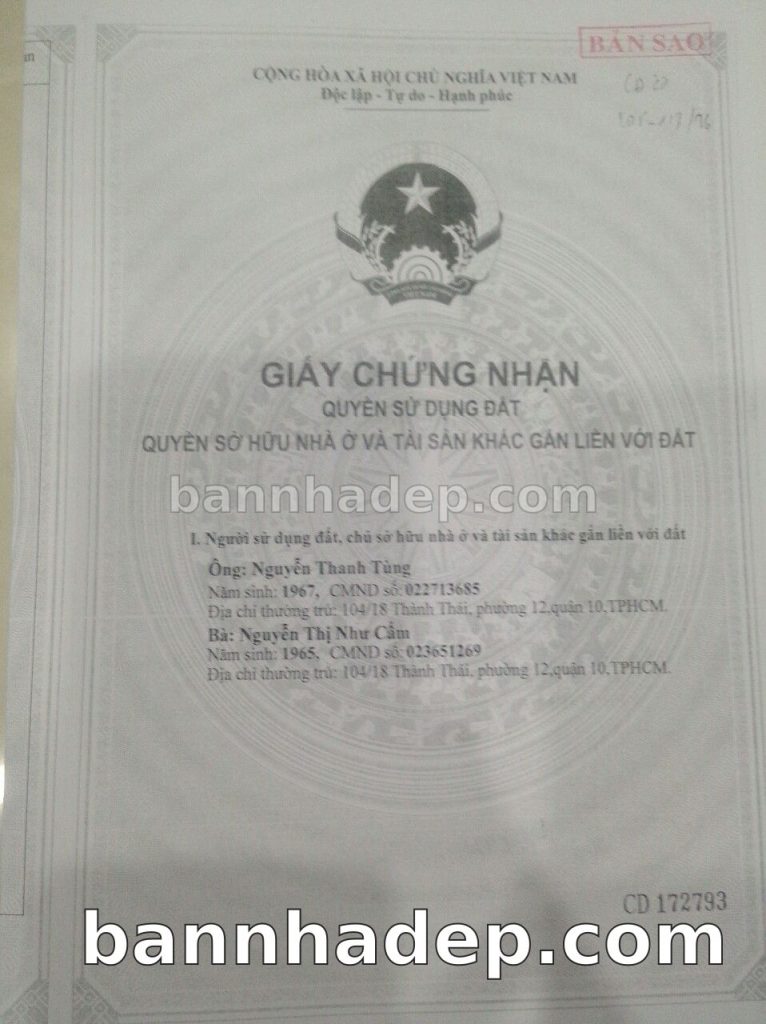 BẢN SAO
CỘNG HÒA XÃ HỘI CHỦ NGHĨA VIỆT NAM
Độc lập - Tự do - Hạnh phúc
VIỆT NAM
GIẤY CHỨNG NHẬN
QUYỀN SỬ DỤNG ĐẤT
QUYỀN SỞ HỮU NHÀ Ở VÀ TÀI SẢN KHÁC GẮN LIỀN VỚI ĐẤT
bannhadep.com
I. Người sử dụng đất, chủ sở hữu nhà ở và tài sản khác gắn liền với đất
Ông: Nguyễn Thanh Tùng
Năm sinh: 1967, CMND số: 022713685
Địa chỉ thường trú: 104/18 Thành Thái, phường 12,quận 10,TPHCM.
Bà: Nguyễn Thị Như Cẩm
Năm sinh: 1965, CMND số: 023651269
Địa chỉ thường trú: 104/18 Thành Thái, phường 12,quận 10,TPHCM.
CD 172793
bannhadep.com